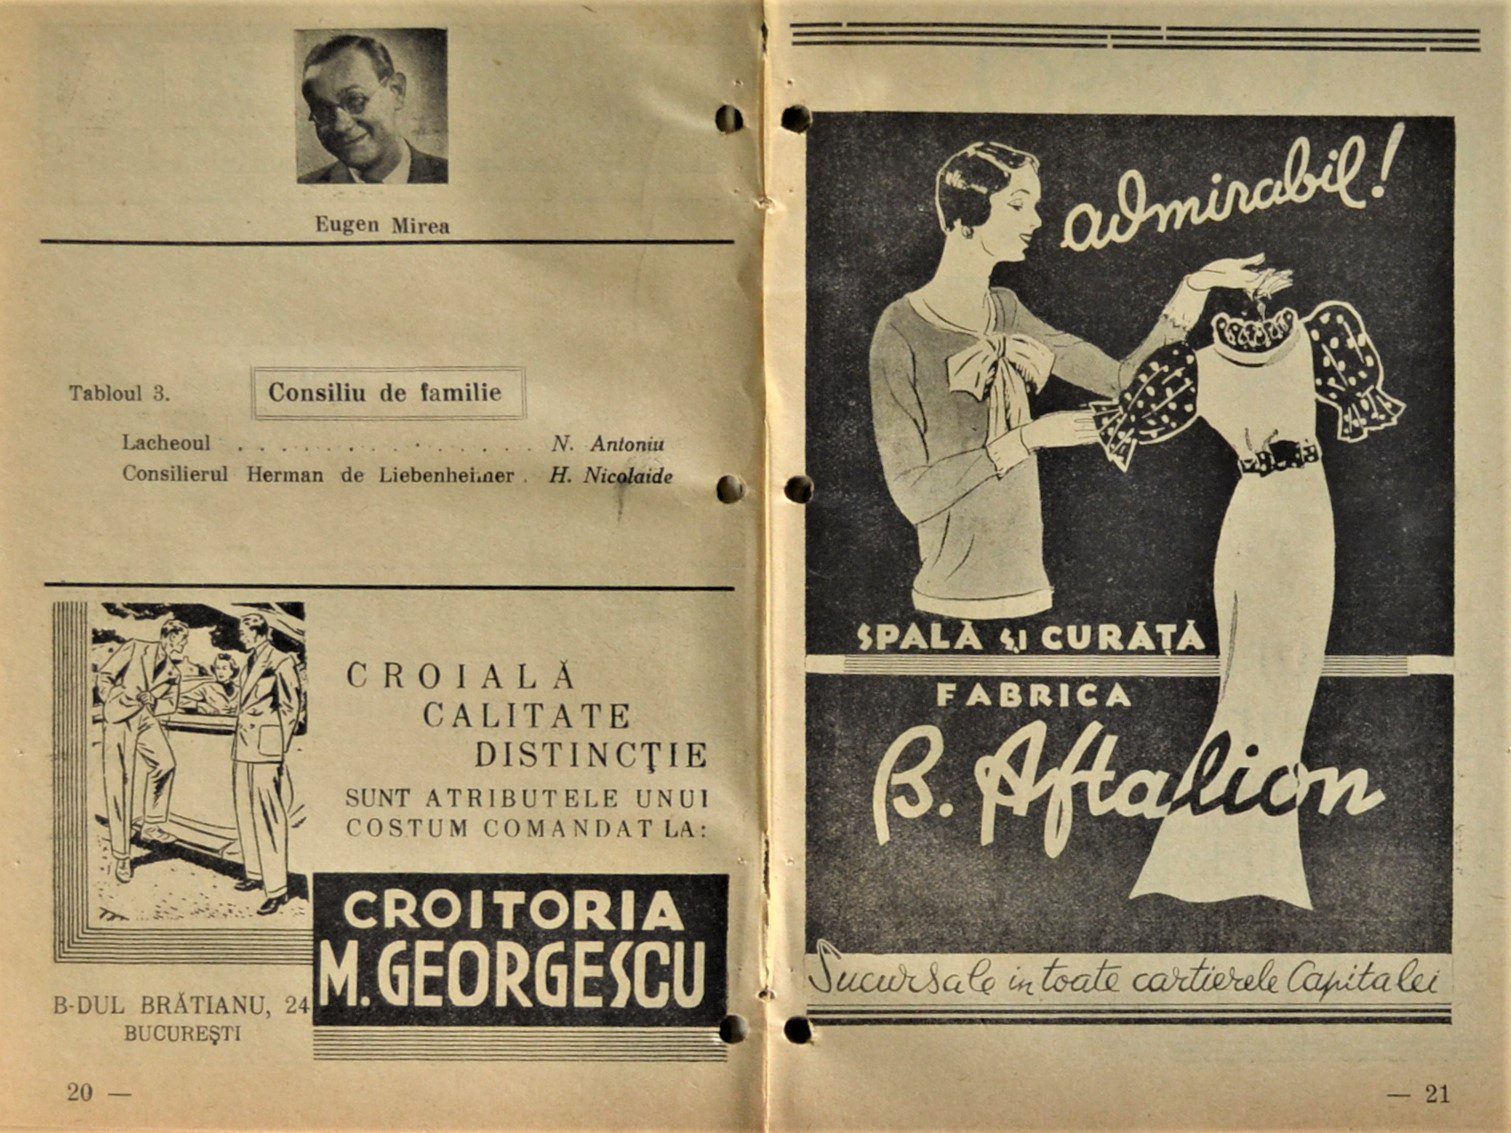 Eugen Mirea
Tabloul 3. Consiliu de familie
Lacheoul . . . . . . . . . . . . . . N. Antoniu
Consilierul Herman de Liebenheimer . H. Nicolaide
CROIALĂ
CALITATE
DISTINCŢIE
SUNT ATRIBUTELE UNUI
COSTUM COMANDAT LA:
CROITORIA
M. GEORGESCU
B-DUL BRĂTIANU, 24
BUCUREŞTI
20 —
admirabil!
SPALĂ ŞI CURĂŢĂ
FABRICA
B. Aftalion
Sucursale in toate cartierele Capitalei
— 21